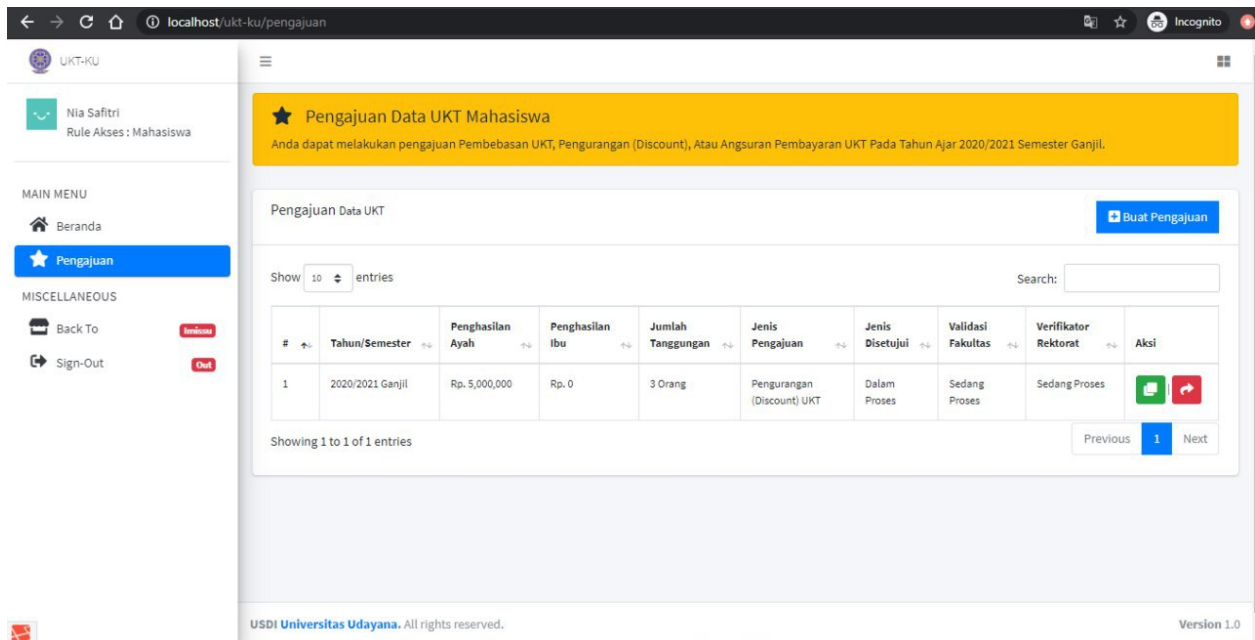 localhost/ukt-ku/pengajuan
Incognito
UKT-KU
Nia Safitri
Rule Akses : Mahasiswa
MAIN MENU
Beranda
Pengajuan
MISCELLANEOUS
Back To Imissu
Sign-Out Out
Pengajuan Data UKT Mahasiswa
Anda dapat melakukan pengajuan Pembebasan UKT, Pengurangan (Discount), Atau Angsuran Pembayaran UKT Pada Tahun Ajar 2020/2021 Semester Ganjil.
Pengajuan Data UKT
Buat Pengajuan
Show 10 entries
Search:
# Tahun/Semester Penghasilan Ayah Penghasilan Ibu Jumlah Tanggungan Jenis Pengajuan Jenis Disetujui Validasi Fakultas Verifikator Rektorat Aksi
1 2020/2021 Ganjil Rp. 5,000,000 Rp. 0 3 Orang Pengurangan (Discount) UKT Dalam Proses Sedang Proses Sedang Proses |
Showing 1 to 1 of 1 entries
Previous 1 Next
USDI Universitas Udayana. All rights reserved.
Version 1.0